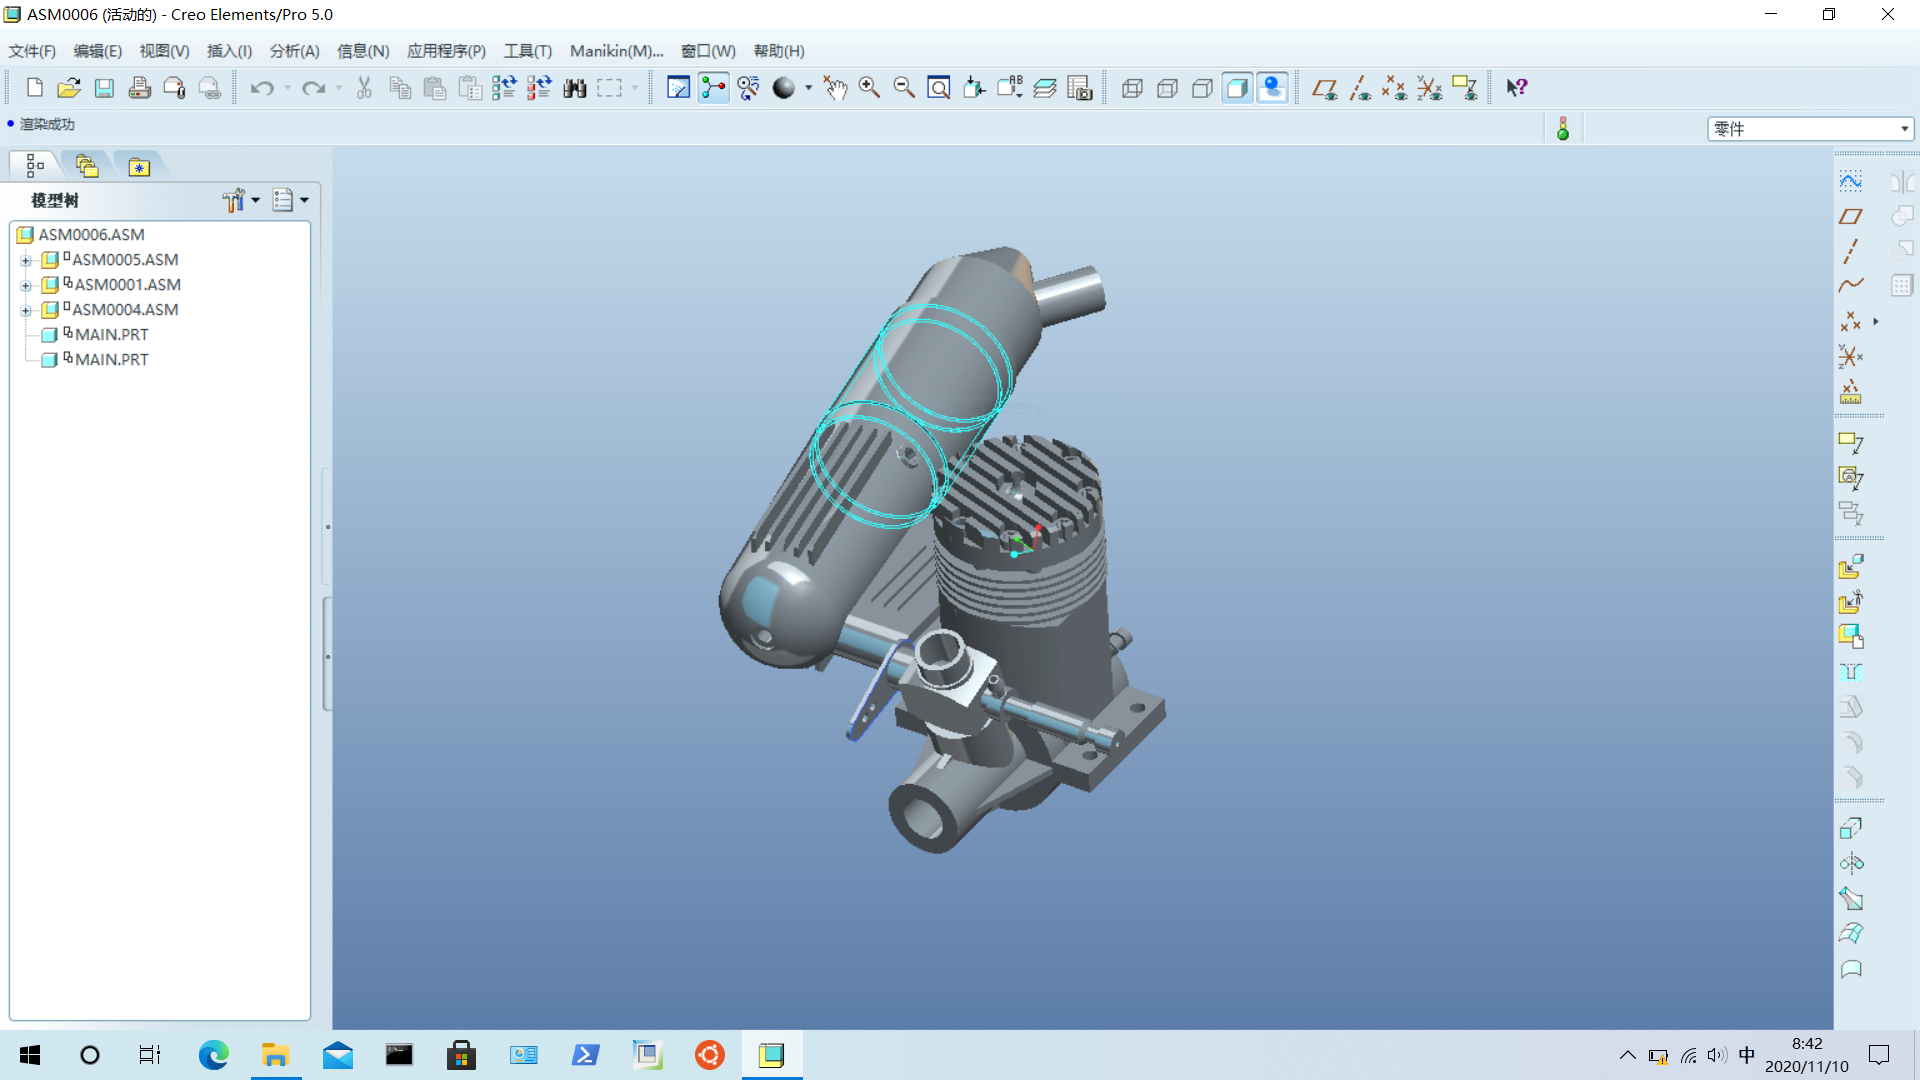 ASM0006 (活动的) - Creo Elements/Pro 5.0
文件(F) 编辑(E) 视图(V) 插入(I) 分析(A) 信息(N) 应用程序(P) 工具(T) Manikin(M)... 窗口(W) 帮助(H)
渲染成功
零件
模型树
ASM0006.ASM
ASM0005.ASM
ASM0001.ASM
ASM0004.ASM
MAIN.PRT
MAIN.PRT
中
8:42
2020/11/10